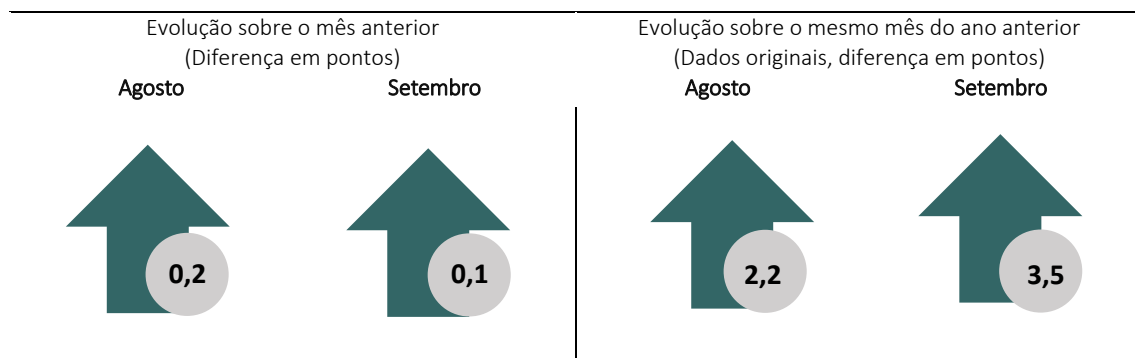 Evolução sobre o mês anterior
(Diferença em pontos)
Agosto
Setembro
0,2
0,1
Evolução sobre o mesmo mês do ano anterior
(Dados originais, diferença em pontos)
Agosto
Setembro
2,2
3,5